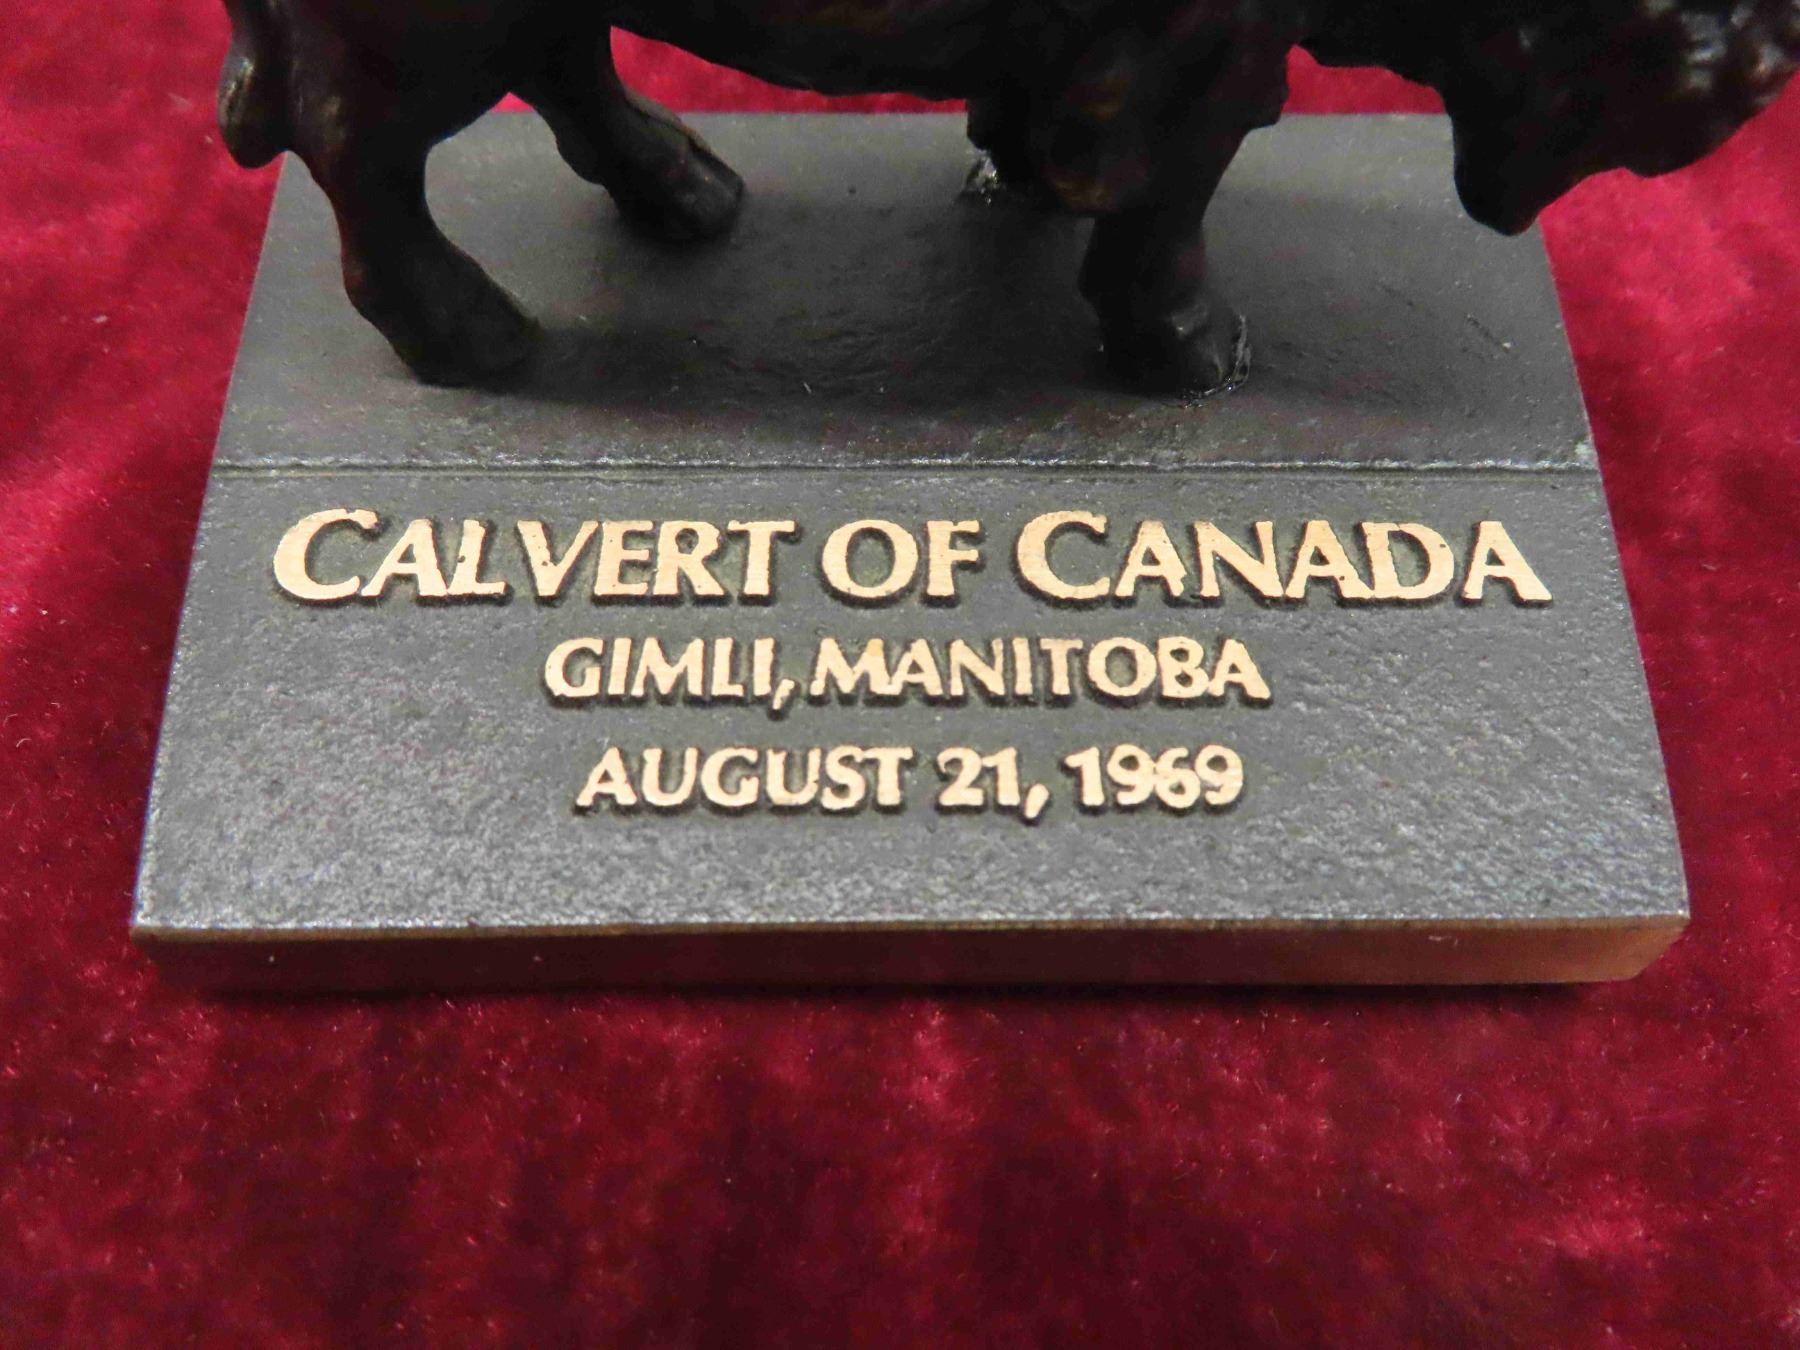 CALVERT OF CANADA
GIMLI, MANITOBA
AUGUST 21, 1969